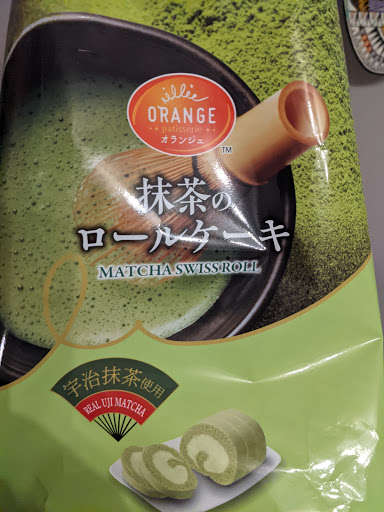 ORANGE
patisserie
オランジェ
TM
抹茶の
ロールケーキ
MATCHA SWISS ROLL
宇治抹茶使用
REAL UJI MATCHA